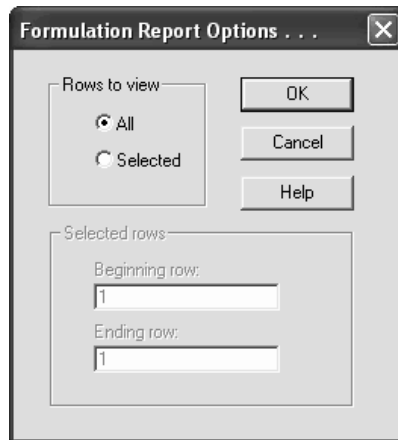 Formulation Report Options . . .
Rows to view
All
Selected
OK
Cancel
Help
Selected rows
Beginning row:
1
Ending row:
1